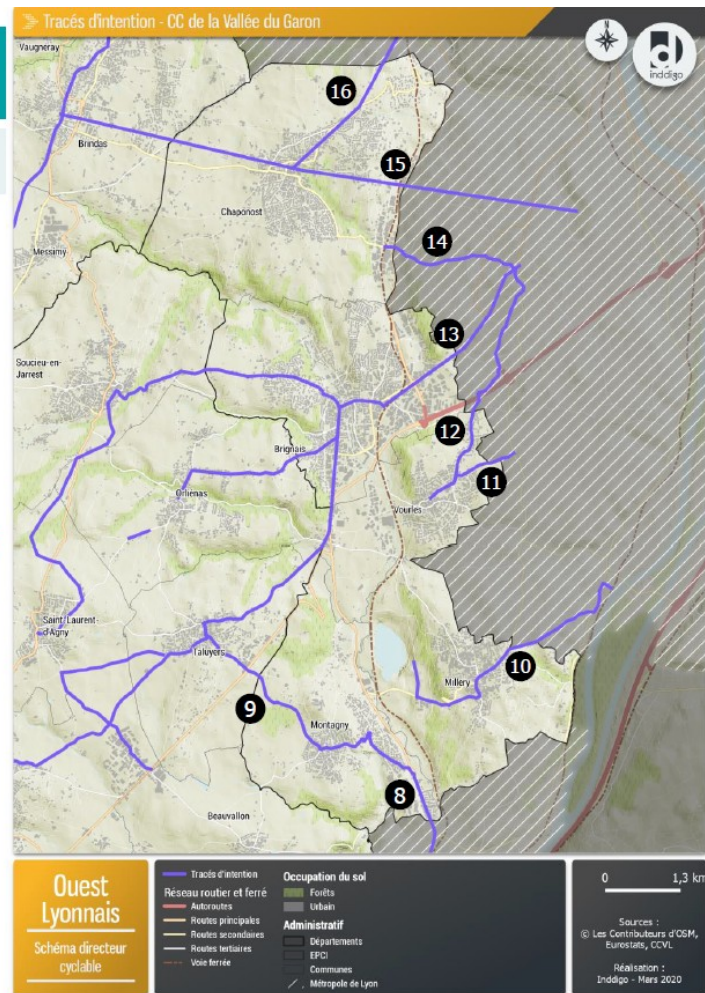 Tracés d'intention - CC de la Vallée du Garon
N
inddigo
Vaugneray
16
Brindas
15
Chaponost
14
Messimy
13
Soucieu-en-
Jarrest
12
Brignais
11
Orliénas
Vourles
Saint-Laurent-
d'Agny
Taluyers
10
Millery
9
Montagny
8
Beauvallon
Ouest
Lyonnais
Schéma directeur
cyclable
Tracés d'intention
Réseau routier et ferré
Autoroutes
Routes principales
Routes secondaires
Routes tertiaires
Voie ferrée
Occupation du sol
Forêts
Urbain
Administratif
Départements
EPCI
Communes
Métropole de Lyon
0 1,3 km
Sources :
© Les Contributeurs d'OSM,
Eurostats, CCVL
Réalisation :
Inddigo - Mars 2020